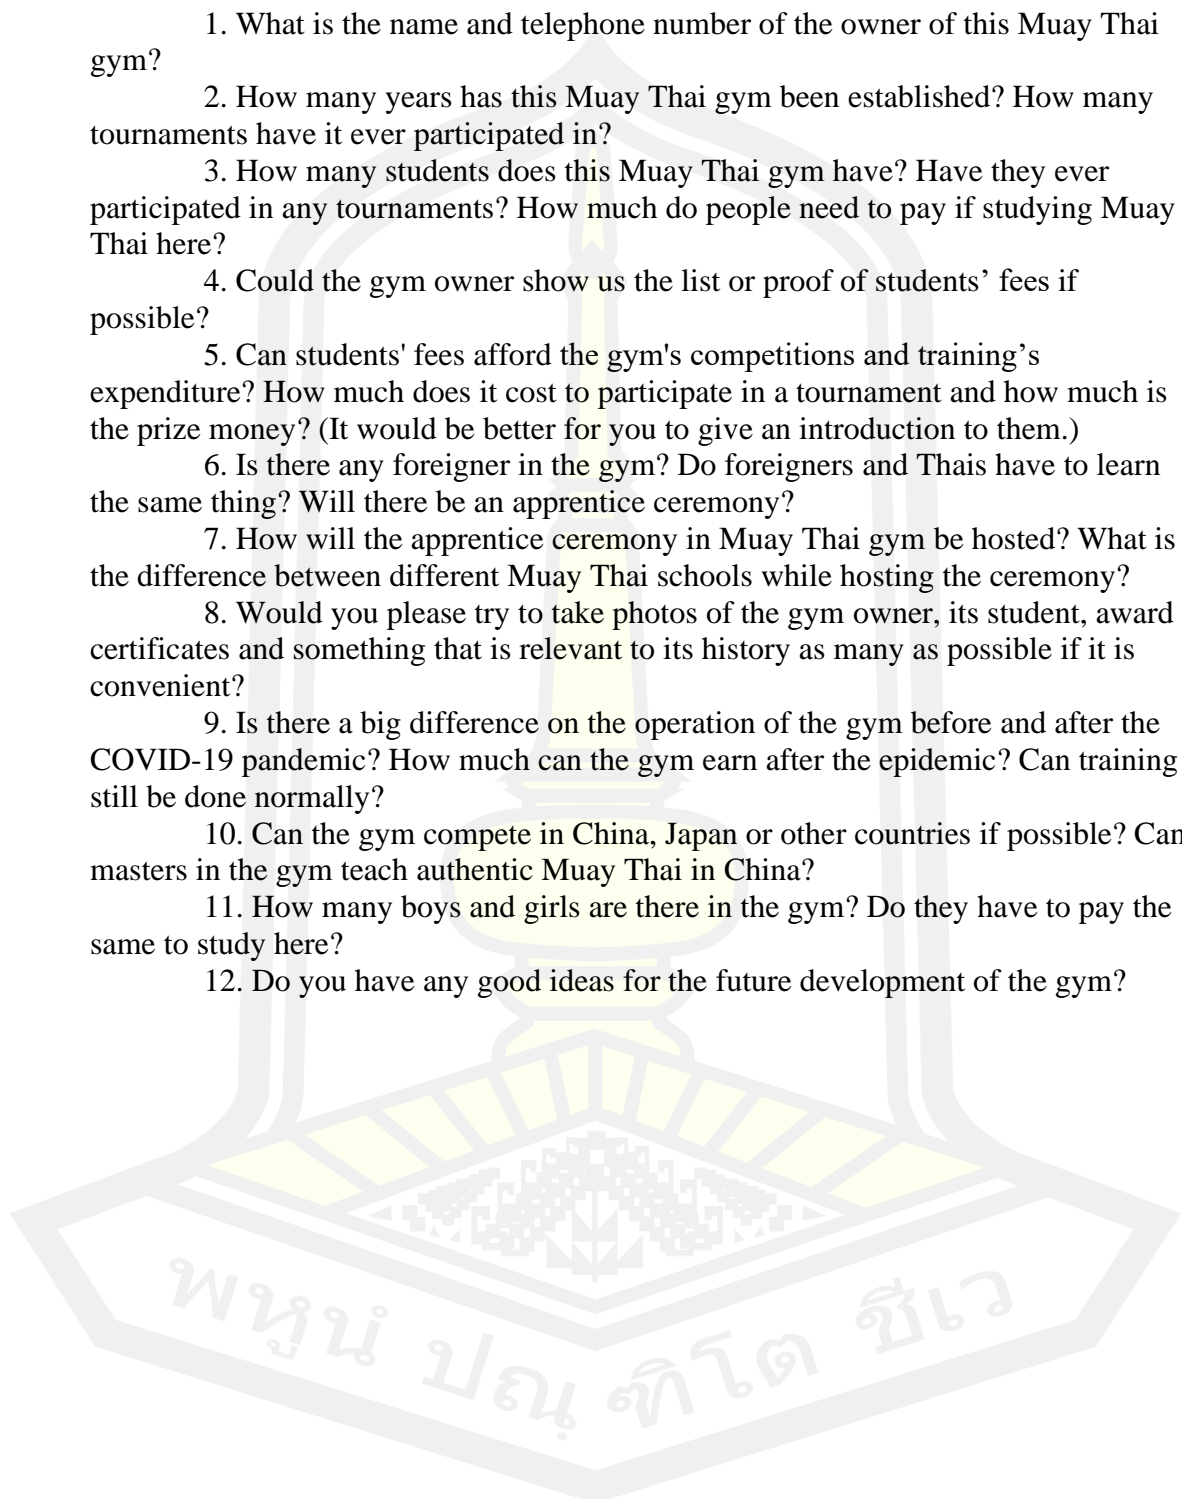 1. What is the name and telephone number of the owner of this Muay Thai
gym?
2. How many years has this Muay Thai gym been established? How many
tournaments have it ever participated in?
3. How many students does this Muay Thai gym have? Have they ever
participated in any tournaments? How much do people need to pay if studying Muay
Thai here?
4. Could the gym owner show us the list or proof of students’ fees if
possible?
5. Can students' fees afford the gym's competitions and training’s
expenditure? How much does it cost to participate in a tournament and how much is
the prize money? (It would be better for you to give an introduction to them.)
6. Is there any foreigner in the gym? Do foreigners and Thais have to learn
the same thing? Will there be an apprentice ceremony?
7. How will the apprentice ceremony in Muay Thai gym be hosted? What is
the difference between different Muay Thai schools while hosting the ceremony?
8. Would you please try to take photos of the gym owner, its student, award
certificates and something that is relevant to its history as many as possible if it is
convenient?
9. Is there a big difference on the operation of the gym before and after the
COVID-19 pandemic? How much can the gym earn after the epidemic? Can training
still be done normally?
10. Can the gym compete in China, Japan or other countries if possible? Can
masters in the gym teach authentic Muay Thai in China?
11. How many boys and girls are there in the gym? Do they have to pay the
same to study here?
12. Do you have any good ideas for the future development of the gym?
พหูนํ ปณฺฑิโต ชีเว